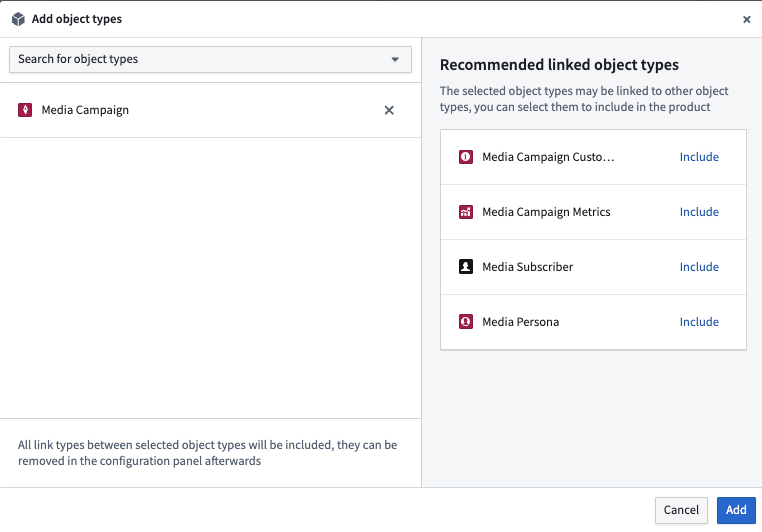 Add object types
Search for object types
Media Campaign
All link types between selected object types will be included, they can be
removed in the configuration panel afterwards
Recommended linked object types
The selected object types may be linked to other object
types, you can select them to include in the product
Media Campaign Custo… Include
Media Campaign Metrics Include
Media Subscriber Include
Media Persona Include
Cancel Add